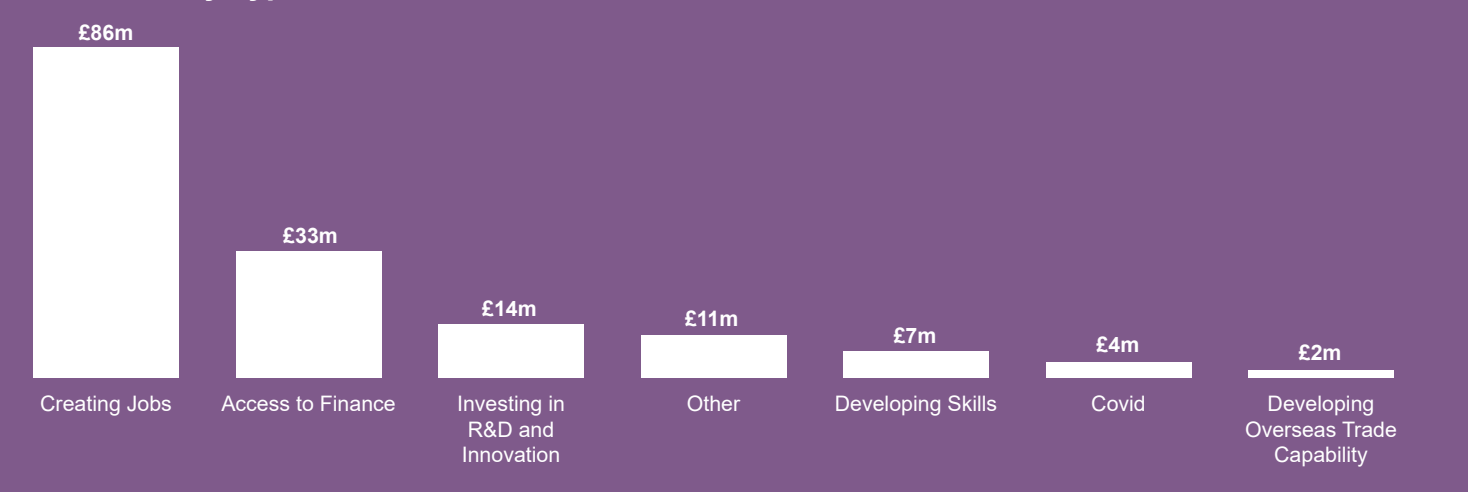 £86m
£33m
£14m
£11m
£7m
£4m
£2m
Creating Jobs
Access to Finance
Investing in
R&D and
Innovation
Other
Developing Skills
Covid
Developing
Overseas Trade
Capability